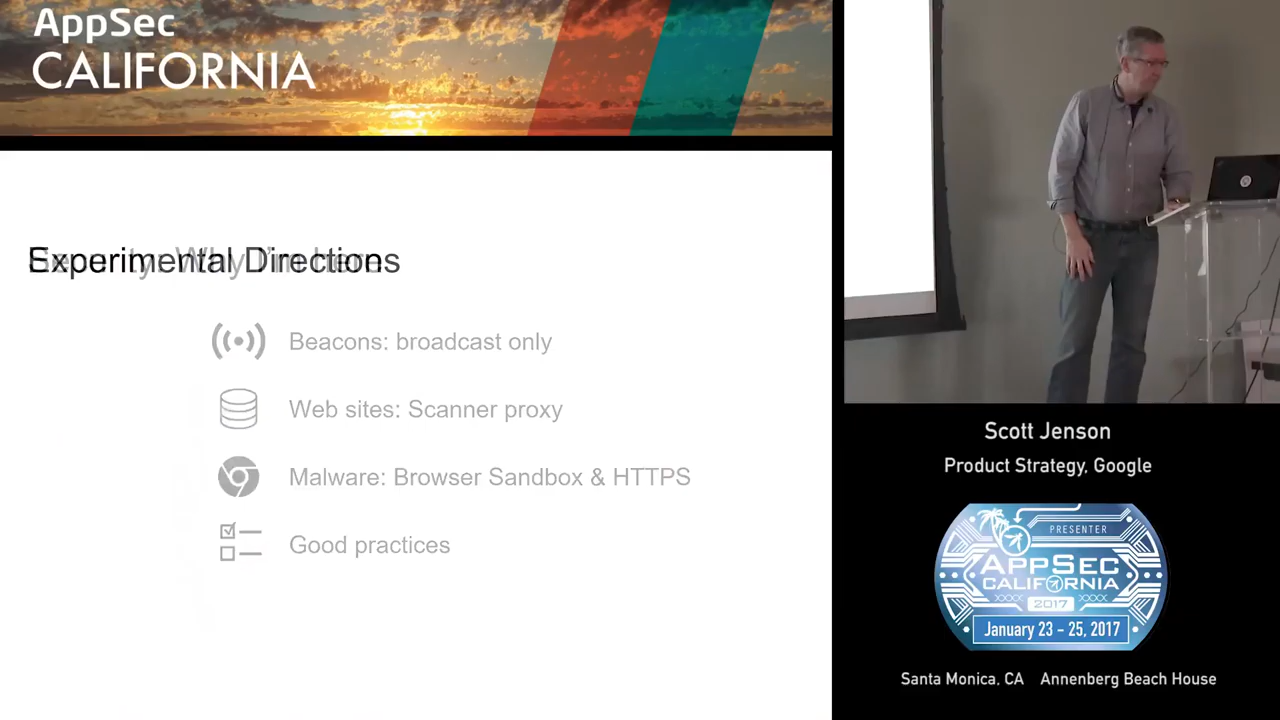 AppSec
CALIFORNIA
Experimental Directions
Beacons: broadcast only
Web sites: Scanner proxy
Malware: Browser Sandbox & HTTPS
Good practices
Scott Jenson
Product Strategy, Google
PRESENTER
APPSEC
CALIFORNIA
2017
January 23 - 25, 2017
Santa Monica, CA Annenberg Beach House